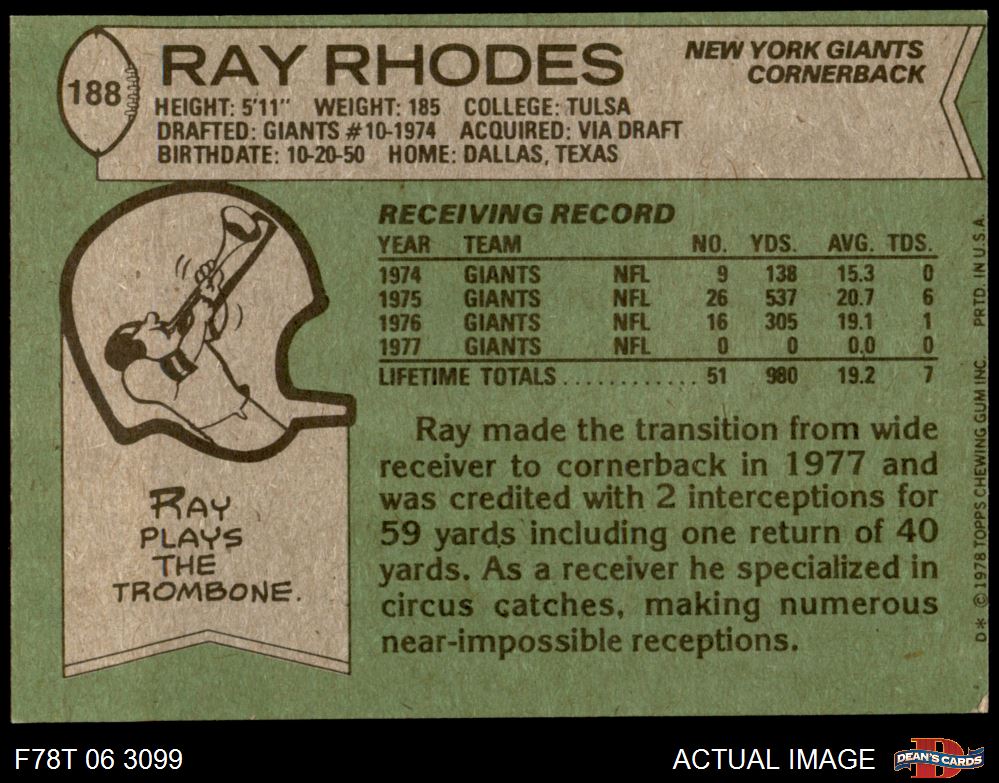 188
RAY RHODES
NEW YORK GIANTS
CORNERBACK
HEIGHT: 5'11" WEIGHT: 185 COLLEGE: TULSA
DRAFTED: GIANTS #10-1974 ACQUIRED: VIA DRAFT
BIRTHDATE: 10-20-50 HOME: DALLAS, TEXAS
RECEIVING RECORD
YEAR TEAM NO. YDS. AVG. TDS.
1974 GIANTS NFL 9 138 15.3 0
1975 GIANTS NFL 26 537 20.7 6
1976 GIANTS NFL 16 305 19.1 1
1977 GIANTS NFL 0 0 0.0 0
LIFETIME TOTALS............ 51 980 19.2 7
Ray made the transition from wide
receiver to cornerback in 1977 and
was credited with 2 interceptions for
59 yards including one return of 40
yards. As a receiver he specialized in
circus catches, making numerous
near-impossible receptions.
RAY
PLAYS
THE
TROMBONE.
D* © 1978 TOPPS CHEWING GUM INC. PRTD. IN U.S.A.
F78T 06 3099
ACTUAL IMAGE
D
DEAN'S CARDS